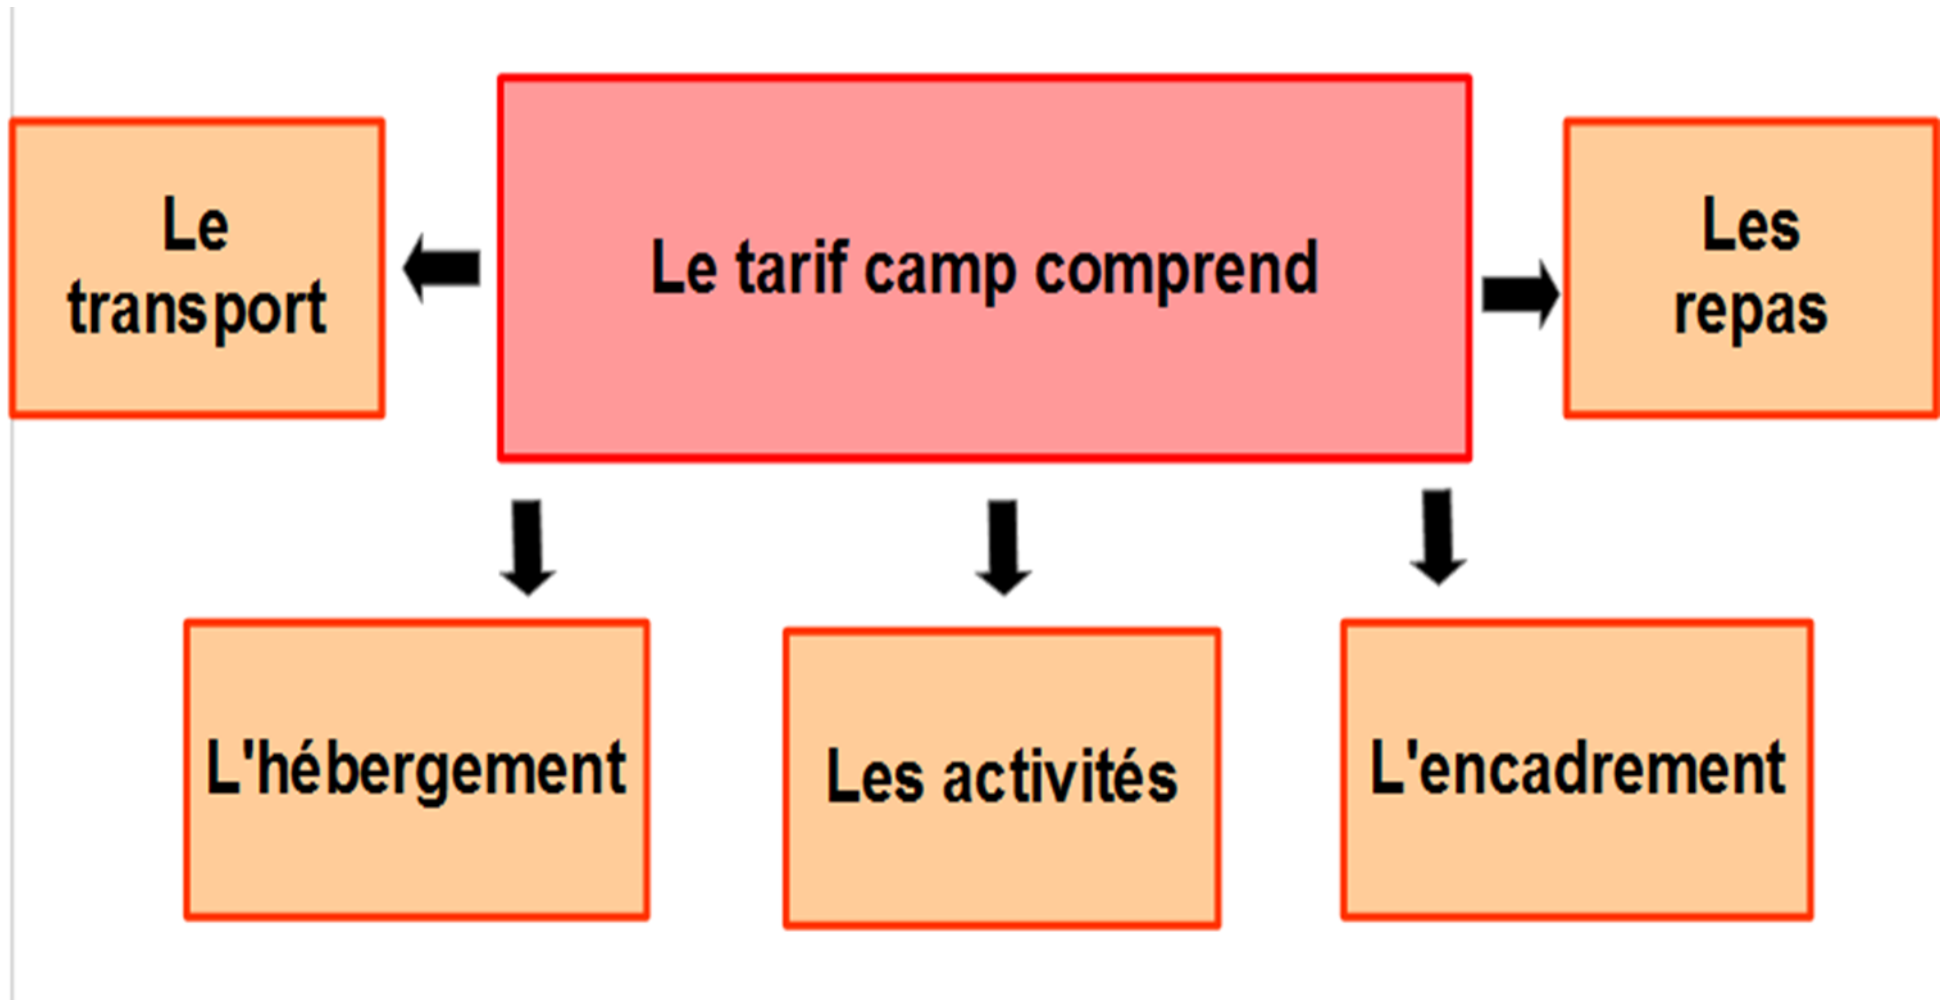 Le tarif camp comprend
Le
transport
Les
repas
L'hébergement
Les activités
L'encadrement